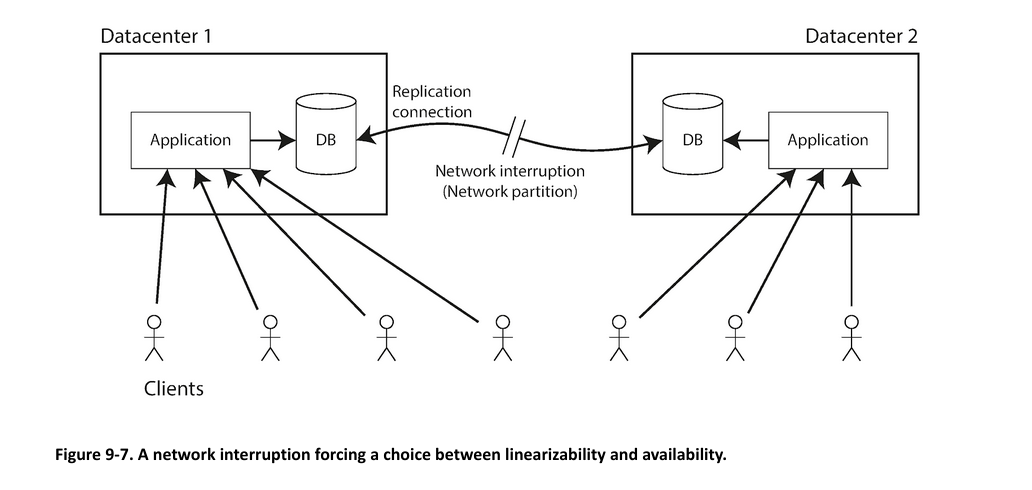 Datacenter 1
Datacenter 2
Replication
connection
Application
DB
DB
Application
Network interruption
(Network partition)
Clients
Figure 9-7. A network interruption forcing a choice between linearizability and availability.